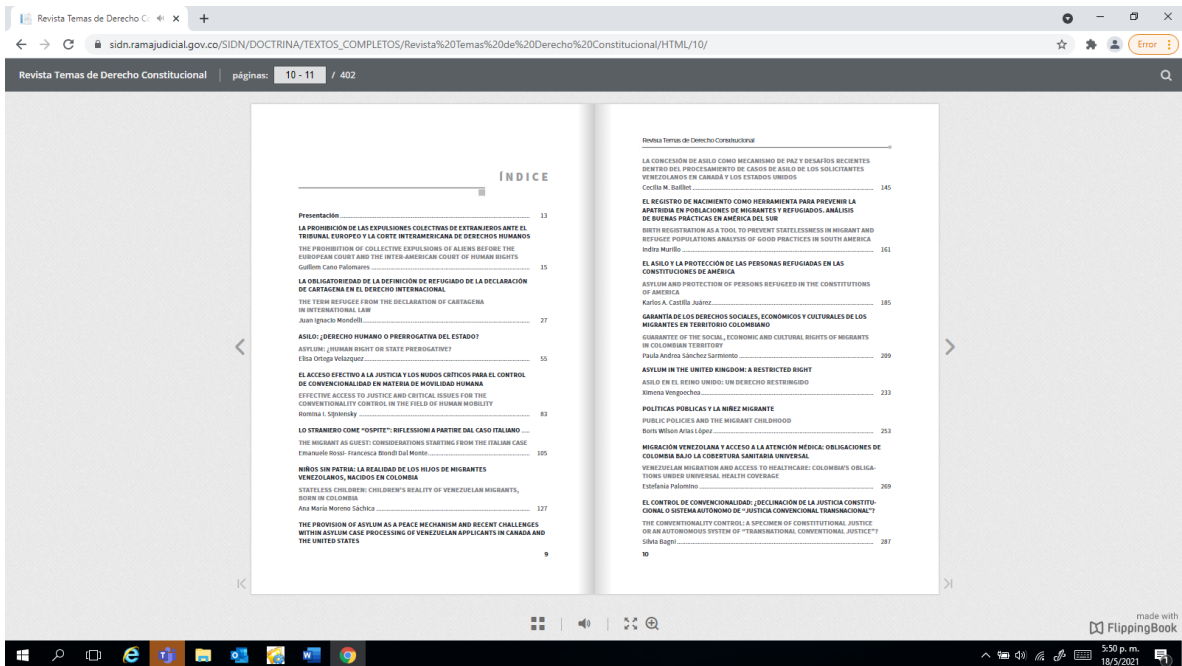 Revista Temas de Derecho Co
sidn.ramajudicial.gov.co/SIDN/DOCTRINA/TEXTOS_COMPLETOS/Revista%20Temas%20de%20Derecho%20Constitucional/HTML/10/
Error
Revista Temas de Derecho Constitucional
páginas: 10 - 11 / 402
ÍNDICE
Presentación 13
LA PROHIBICIÓN DE LAS EXPULSIONES COLECTIVAS DE EXTRANJEROS ANTE EL
TRIBUNAL EUROPEO Y LA CORTE INTERAMERICANA DE DERECHOS HUMANOS
THE PROHIBITION OF COLLECTIVE EXPULSIONS OF ALIENS BEFORE THE
EUROPEAN COURT AND THE INTER-AMERICAN COURT OF HUMAN RIGHTS
Guillem Cano Palomares 15
LA OBLIGATORIEDAD DE LA DEFINICIÓN DE REFUGIADO DE LA DECLARACIÓN
DE CARTAGENA EN EL DERECHO INTERNACIONAL
THE TERM REFUGEE FROM THE DECLARATION OF CARTAGENA
IN INTERNATIONAL LAW
Juan Ignacio Mondelli 27
ASILO: ¿DERECHO HUMANO O PRERROGATIVA DEL ESTADO?
ASYLUM: ¿HUMAN RIGHT OR STATE PREROGATIVE?
Elisa Ortega Velazquez 55
EL ACCESO EFECTIVO A LA JUSTICIA Y LOS NUDOS CRÍTICOS PARA EL CONTROL
DE CONVENCIONALIDAD EN MATERIA DE MOVILIDAD HUMANA
EFFECTIVE ACCESS TO JUSTICE AND CRITICAL ISSUES FOR THE
CONVENTIONALITY CONTROL IN THE FIELD OF HUMAN MOBILITY
Romina I. Sijniensky 83
LO STRANIERO COME “OSPITE”: RIFLESSIONI A PARTIRE DAL CASO ITALIANO
THE MIGRANT AS GUEST: CONSIDERATIONS STARTING FROM THE ITALIAN CASE
Emanuele Rossi- Francesca Biondi Dal Monte 105
NIÑOS SIN PATRIA: LA REALIDAD DE LOS HIJOS DE MIGRANTES
VENEZOLANOS, NACIDOS EN COLOMBIA
STATELESS CHILDREN: CHILDREN’S REALITY OF VENEZUELAN MIGRANTS,
BORN IN COLOMBIA
Ana María Moreno Sáchica 127
THE PROVISION OF ASYLUM AS A PEACE MECHANISM AND RECENT CHALLENGES
WITHIN ASYLUM CASE PROCESSING OF VENEZUELAN APPLICANTS IN CANADA AND
THE UNITED STATES
9
Revista Temas de Derecho Constitucional
LA CONCESIÓN DE ASILO COMO MECANISMO DE PAZ Y DESAFÍOS RECIENTES
DENTRO DEL PROCESAMIENTO DE CASOS DE ASILO DE LOS SOLICITANTES
VENEZOLANOS EN CANADÁ Y LOS ESTADOS UNIDOS
Cecilia M. Bailliet 145
EL REGISTRO DE NACIMIENTO COMO HERRAMIENTA PARA PREVENIR LA
APATRIDIA EN POBLACIONES DE MIGRANTES Y REFUGIADOS. ANÁLISIS
DE BUENAS PRÁCTICAS EN AMÉRICA DEL SUR
BIRTH REGISTRATION AS A TOOL TO PREVENT STATELESSNESS IN MIGRANT AND
REFUGEE POPULATIONS ANALYSIS OF GOOD PRACTICES IN SOUTH AMERICA
Indira Murillo 161
EL ASILO Y LA PROTECCIÓN DE LAS PERSONAS REFUGIADAS EN LAS
CONSTITUCIONES DE AMÉRICA
ASYLUM AND PROTECTION OF PERSONS REFUGEED IN THE CONSTITUTIONS
OF AMERICA
Karlos A. Castilla Juárez 185
GARANTÍA DE LOS DERECHOS SOCIALES, ECONÓMICOS Y CULTURALES DE LOS
MIGRANTES EN TERRITORIO COLOMBIANO
GUARANTEE OF THE SOCIAL, ECONOMIC AND CULTURAL RIGHTS OF MIGRANTS
IN COLOMBIAN TERRITORY
Paula Andrea Sánchez Sarmiento 209
ASYLUM IN THE UNITED KINGDOM: A RESTRICTED RIGHT
ASILO EN EL REINO UNIDO: UN DERECHO RESTRINGIDO
Ximena Vengoechea 233
POLÍTICAS PÚBLICAS Y LA NIÑEZ MIGRANTE
PUBLIC POLICIES AND THE MIGRANT CHILDHOOD
Boris Wilson Arias López 253
MIGRACIÓN VENEZOLANA Y ACCESO A LA ATENCIÓN MÉDICA: OBLIGACIONES DE
COLOMBIA BAJO LA COBERTURA SANITARIA UNIVERSAL
VENEZUELAN MIGRATION AND ACCESS TO HEALTHCARE: COLOMBIA’S OBLIGA-
TIONS UNDER UNIVERSAL HEALTH COVERAGE
Estefania Palomino 269
EL CONTROL DE CONVENCIONALIDAD: ¿DECLINACIÓN DE LA JUSTICIA CONSTITU-
CIONAL O SISTEMA AUTÓNOMO DE “JUSTICIA CONVENCIONAL TRANSNACIONAL”?
THE CONVENTIONALITY CONTROL: A SPECIMEN OF CONSTITUTIONAL JUSTICE
OR AN AUTONOMOUS SYSTEM OF “TRANSNATIONAL CONVENTIONAL JUSTICE”?
Silvia Bagni 287
10
made with
FlippingBook
5:50 p. m.
18/5/2021